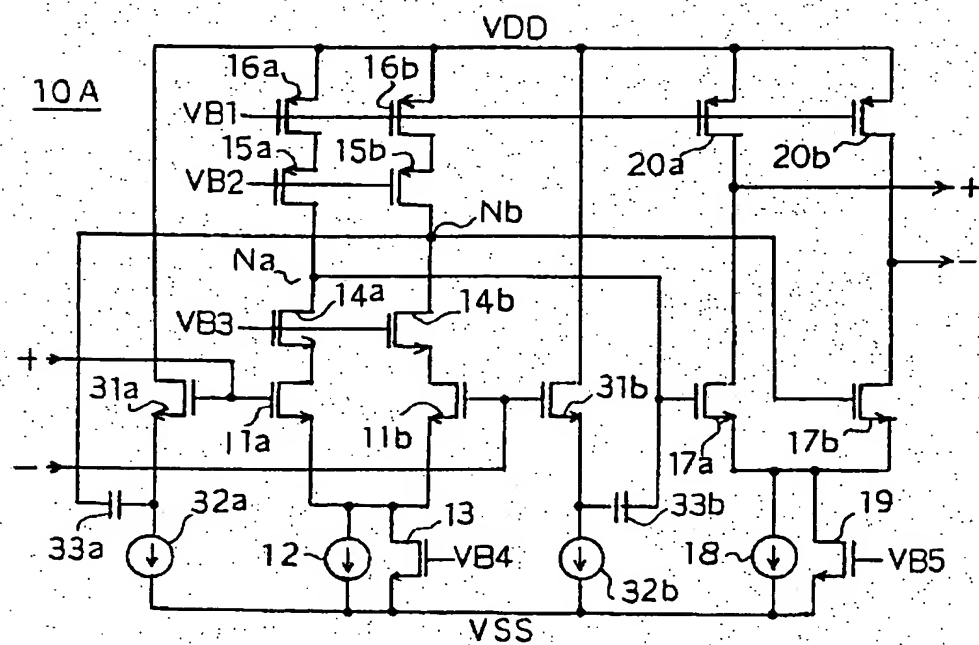 VDD
10A
16a
16b
VB1
15a
15b
20a
20b
VB2
+
Nb
Na
−
14a
14b
VB3
+
31a
31b
11a
11b
17a
17b
−
32a
13
33b
19
33a
12
VB4
18
VB5
32b
VSS